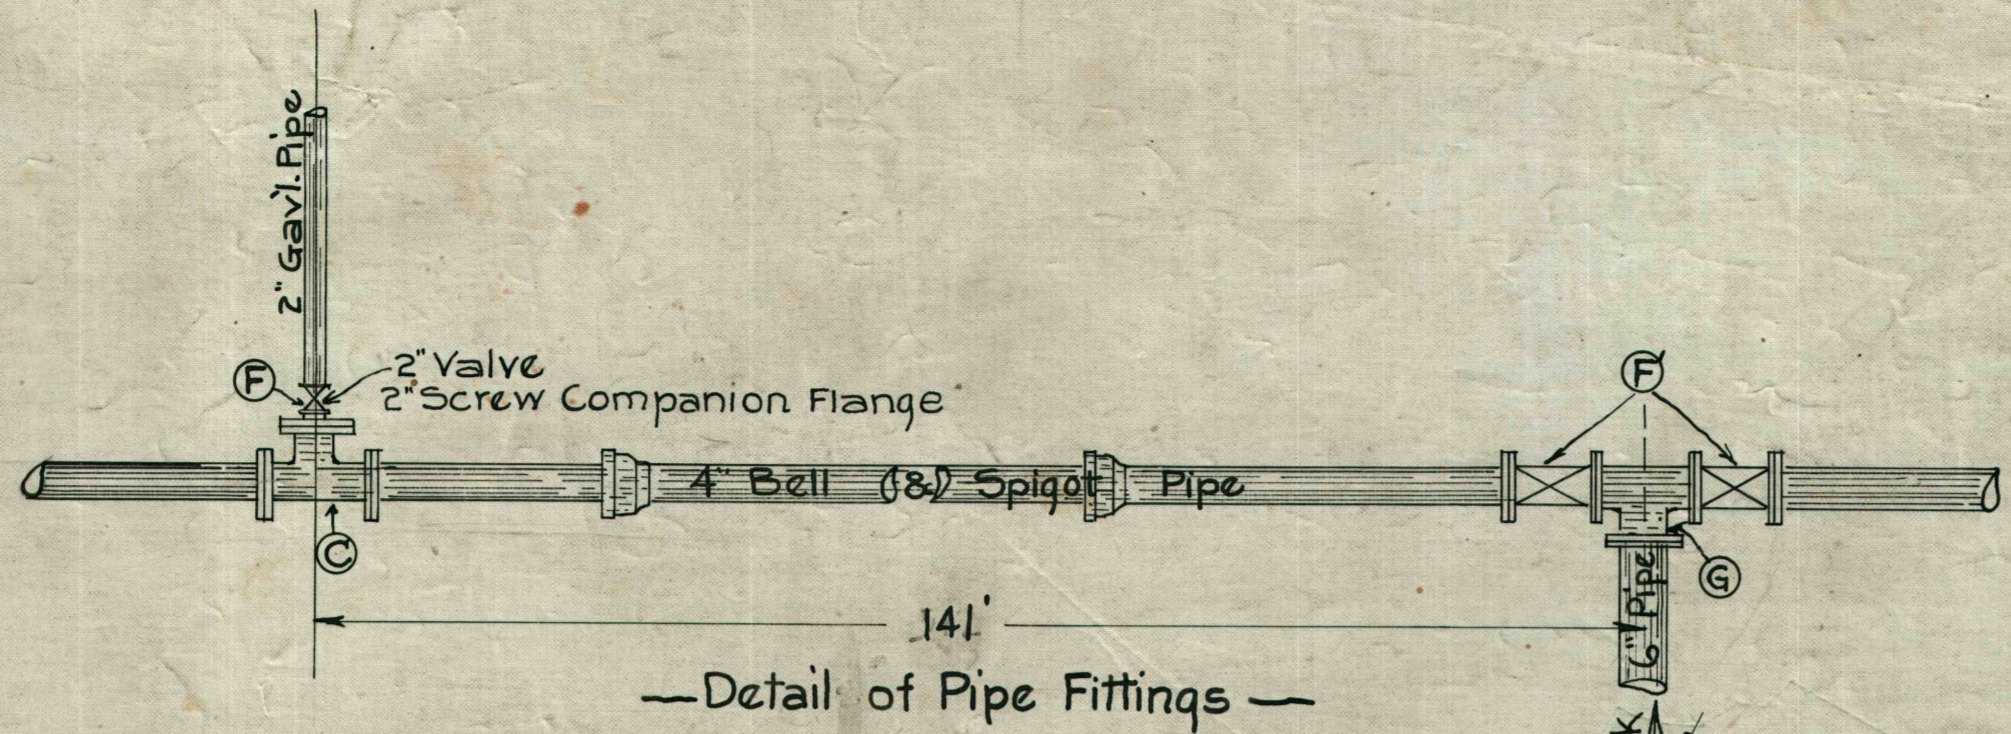 2" Gav'l. Pipe
F
2" Valve
2" Screw Companion Flange
F
4" Bell (&) Spigot Pipe
C
G
6" Pipe
141'
—Detail of Pipe Fittings—
K